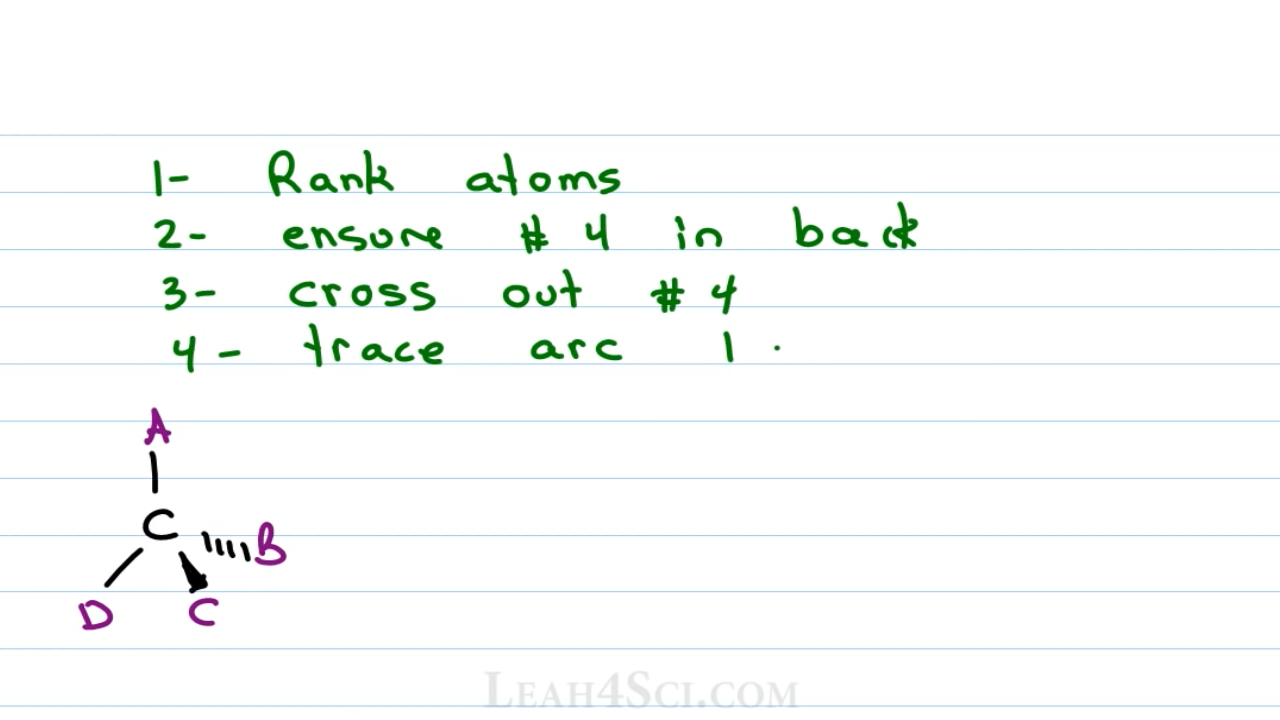 1- Rank atoms
2- ensure # 4 in back
3- cross out # 4
4- trace arc 1
A
C
B
D C
LEAH4SCI.COM